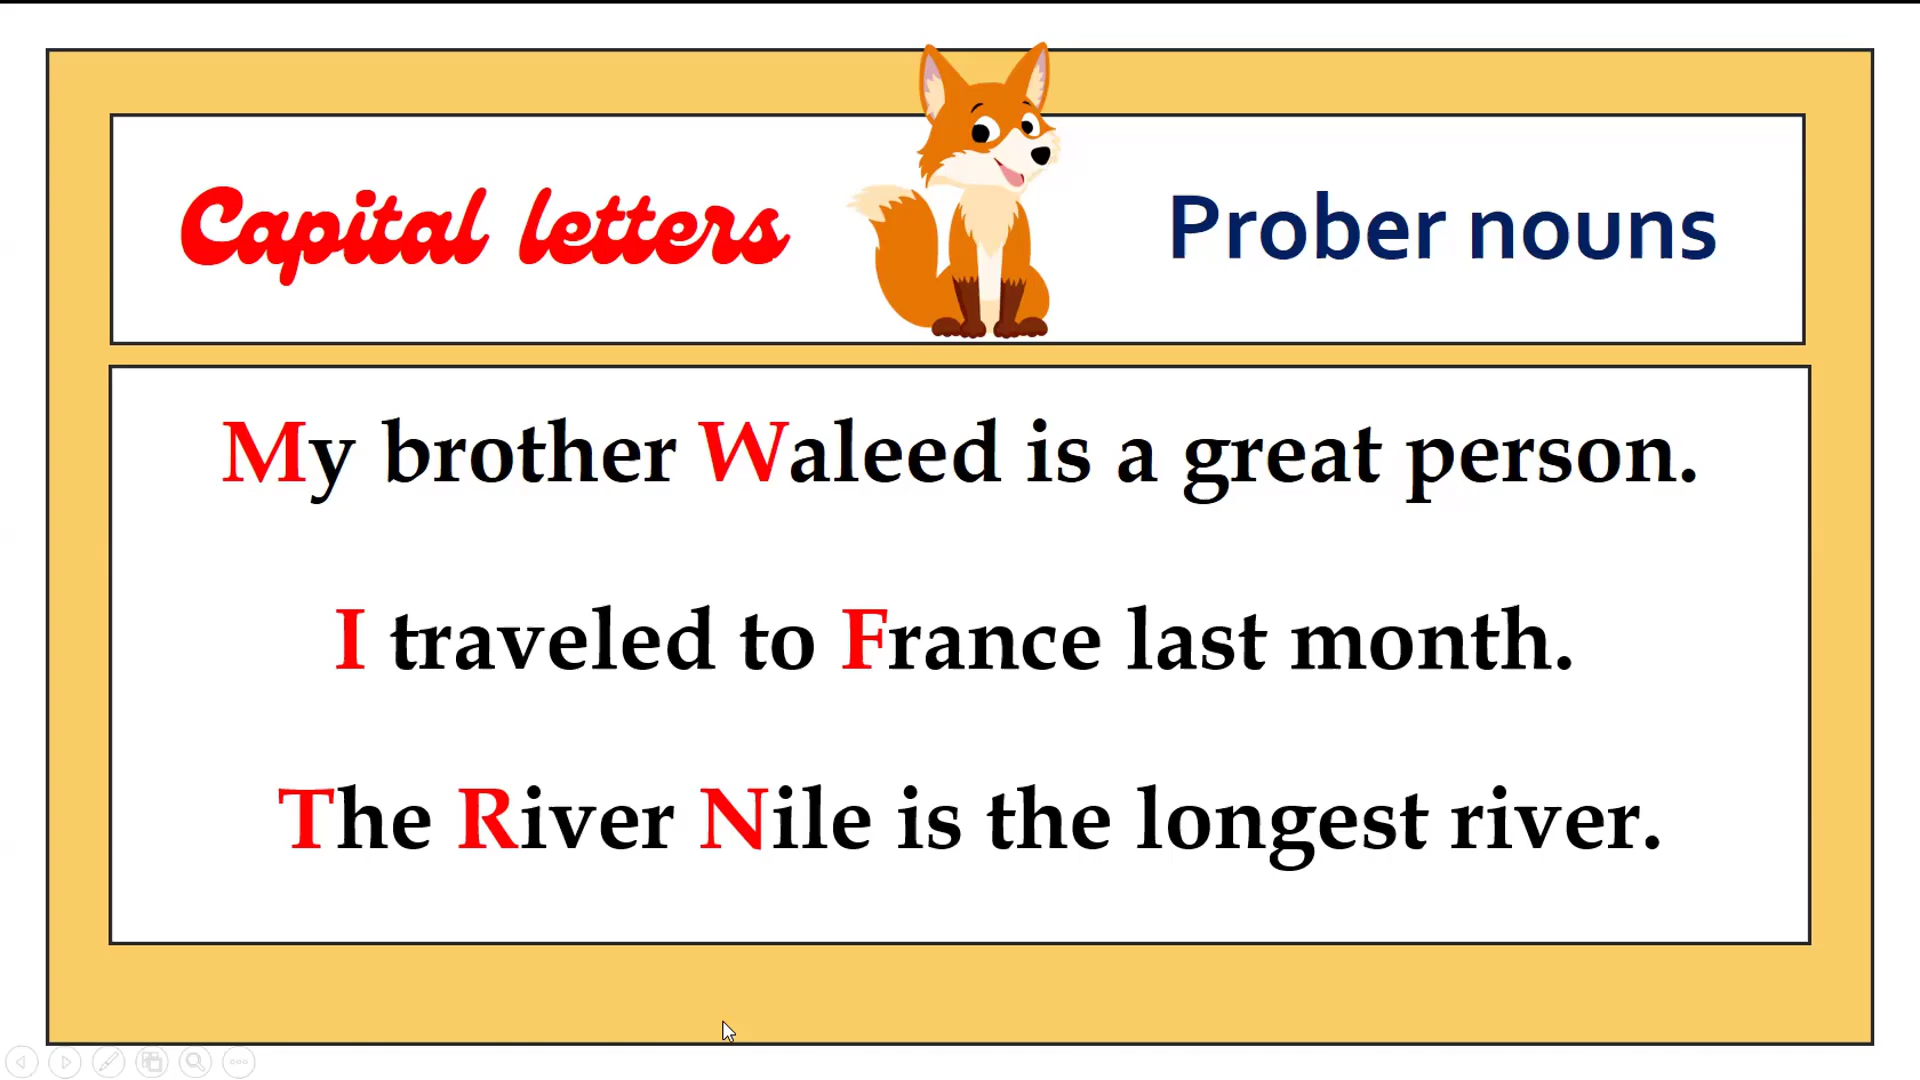 Capital letters
Prober nouns
My brother Waleed is a great person.
I traveled to France last month.
The River Nile is the longest river.